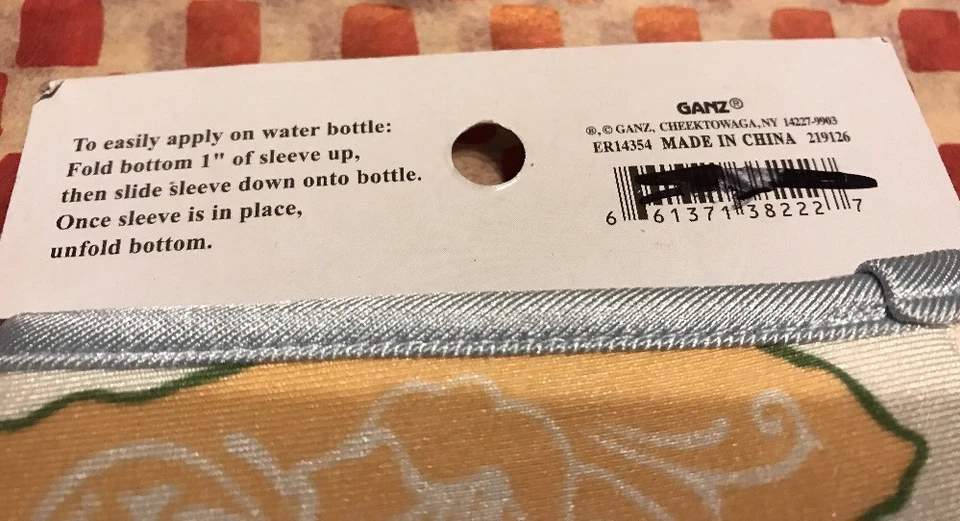 To easily apply on water bottle:
Fold bottom 1" of sleeve up,
then slide sleeve down onto bottle.
Once sleeve is in place,
unfold bottom.
GANZ®
®,© GANZ, CHEEKTOWAGA, NY 14227-9903
ER14354 MADE IN CHINA 219126
6 61371 38222 7